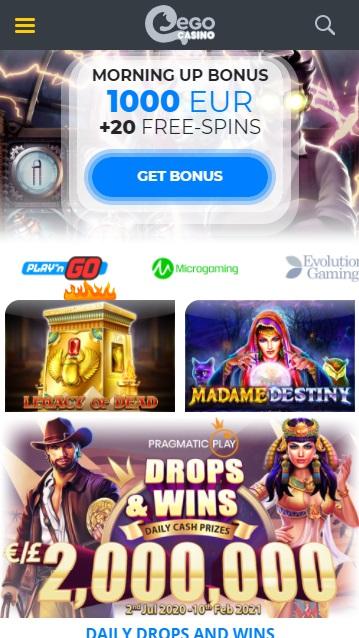 ego
CASINO
MORNING UP BONUS
1000 EUR
+20 FREE-SPINS
GET BONUS
PLAY'n GO
Microgaming
Evolution
Gaming
LEGACY OF DEAD
MADAME DESTINY
PRAGMATIC PLAY
DROPS
& WINS
DAILY CASH PRIZES
€/£
2,000,000
2nd Jul 2020 - 10th Feb 2021
DAILY DROPS AND WINS